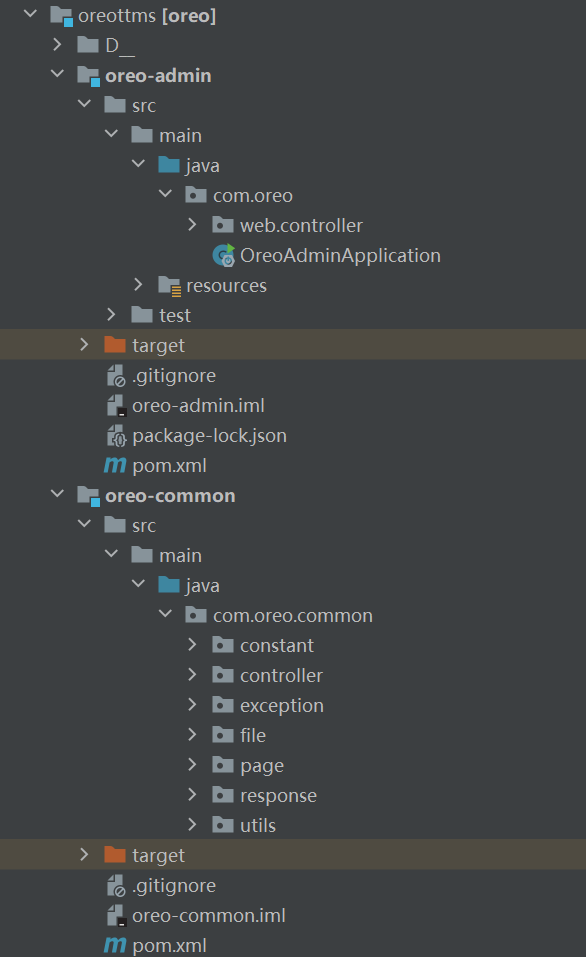 oreottms [oreo]
D__
oreo-admin
src
main
java
com.oreo
web.controller
OreoAdminApplication
resources
test
target
.gitignore
oreo-admin.iml
package-lock.json
pom.xml
oreo-common
src
main
java
com.oreo.common
constant
controller
exception
file
page
response
utils
target
.gitignore
oreo-common.iml
pom.xml